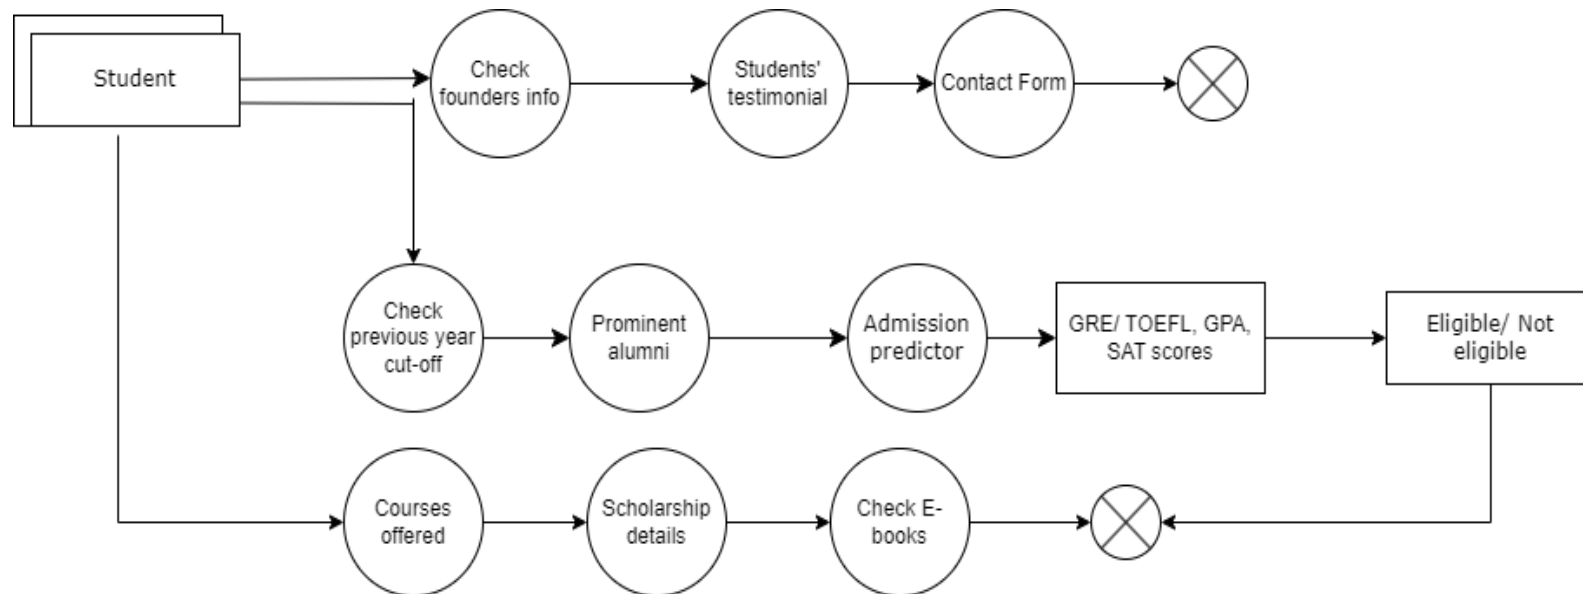 Student
Check
founders info
Students'
testimonial
Contact Form
Check
previous year
cut-off
Prominent
alumni
Admission
predictor
GRE/ TOEFL, GPA,
SAT scores
Eligible/ Not
eligible
Courses
offered
Scholarship
details
Check E-
books